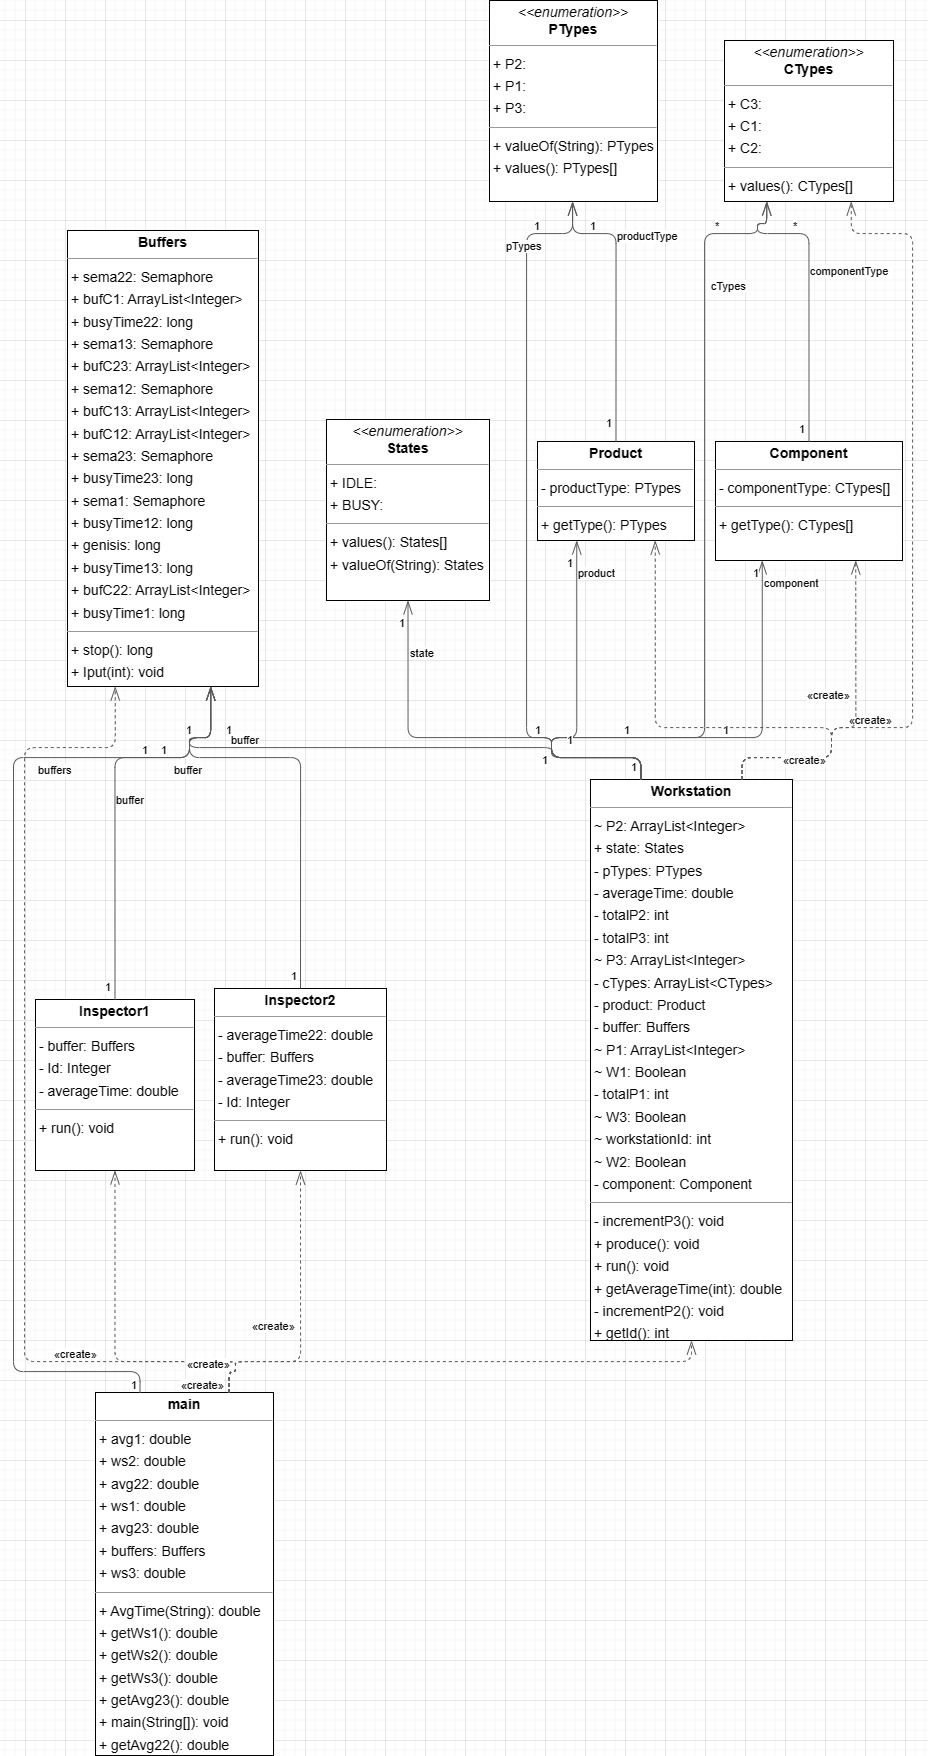 <<enumeration>>
PTypes
+ P2:
+ P1:
+ P3:
+ valueOf(String): PTypes
+ values(): PTypes[]
<<enumeration>>
CTypes
+ C3:
+ C1:
+ C2:
+ values(): CTypes[]
1
1
pTypes
productType
*
*
cTypes
componentType
Buffers
+ sema22: Semaphore
+ bufC1: ArrayList<Integer>
+ busyTime22: long
+ sema13: Semaphore
+ bufC23: ArrayList<Integer>
+ sema12: Semaphore
+ bufC13: ArrayList<Integer>
+ bufC12: ArrayList<Integer>
+ sema23: Semaphore
+ busyTime23: long
+ sema1: Semaphore
+ busyTime12: long
+ genisis: long
+ busyTime13: long
+ bufC22: ArrayList<Integer>
+ busyTime1: long
+ stop(): long
+ Iput(int): void
<<enumeration>>
States
+ IDLE:
+ BUSY:
+ values(): States[]
+ valueOf(String): States
1
Product
- productType: PTypes
+ getType(): PTypes
1
Component
- componentType: CTypes[]
+ getType(): CTypes[]
1
state
1
product
1
component
«create»
«create»
«create»
1
1
buffer
1
1
buffers
buffer
buffer
1
1
1
1
1
1
Workstation
~ P2: ArrayList<Integer>
+ state: States
- pTypes: PTypes
- averageTime: double
- totalP2: int
- totalP3: int
~ P3: ArrayList<Integer>
- cTypes: ArrayList<CTypes>
- product: Product
- buffer: Buffers
~ P1: ArrayList<Integer>
~ W1: Boolean
- totalP1: int
~ W3: Boolean
~ workstationId: int
~ W2: Boolean
- component: Component
- incrementP3(): void
+ produce(): void
+ run(): void
+ getAverageTime(int): double
- incrementP2(): void
+ getId(): int
1
Inspector1
- buffer: Buffers
- Id: Integer
- averageTime: double
+ run(): void
1
Inspector2
- averageTime22: double
- buffer: Buffers
- averageTime23: double
- Id: Integer
+ run(): void
«create»
«create»
«create»
«create»
1
main
+ avg1: double
+ ws2: double
+ avg22: double
+ ws1: double
+ avg23: double
+ buffers: Buffers
+ ws3: double
+ AvgTime(String): double
+ getWs1(): double
+ getWs2(): double
+ getWs3(): double
+ getAvg23(): double
+ main(String[]): void
+ getAvg22(): double